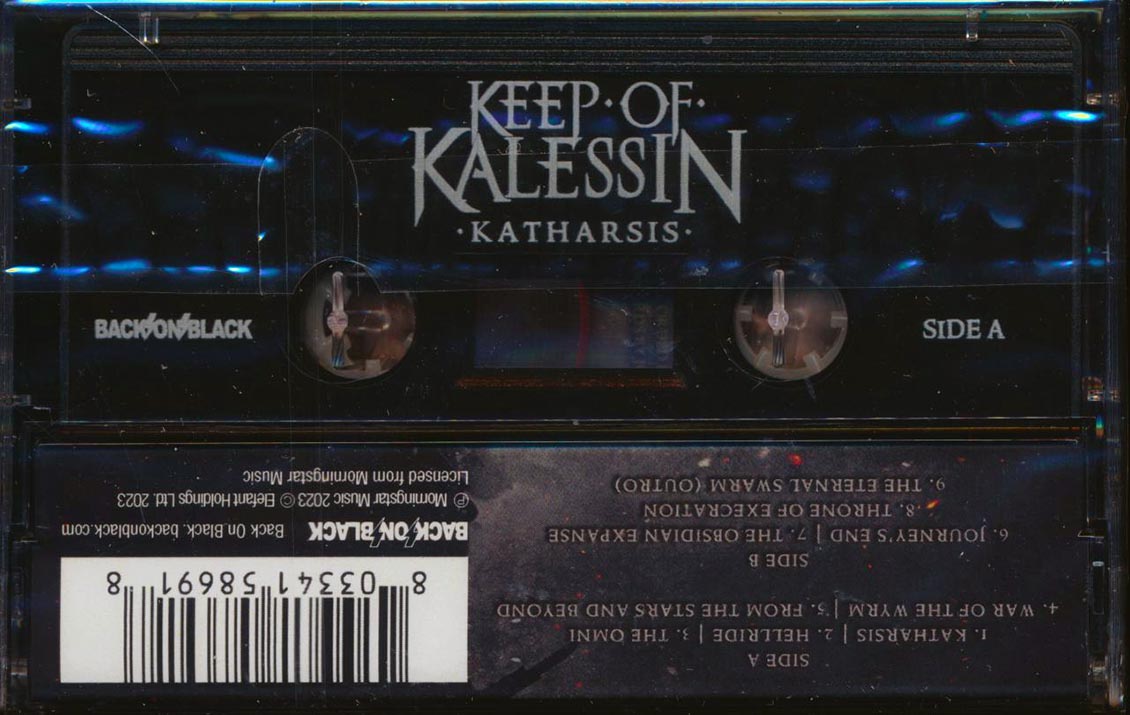 KEEP·OF·
KALESSIN
·KATHARSIS·
BACK/ON/BLACK
SIDE A
SIDE A
1. KATHARSIS | 2. HELLRIDE | 3. THE OMNI
4. WAR OF THE WYRM | 5. FROM THE STARS AND BEYOND
SIDE B
6. JOURNEY'S END | 7. THE OBSIDIAN EXPANSE
8. THRONE OF EXECRATION
9. THE ETERNAL SWARM (OUTRO)
8 03341 58691 8
BACK/ON/BLACK Back On Black. backonblack.com
℗ Morningstar Music 2023 © Elefant Holdings Ltd. 2023
Licensed from Morningstar Music